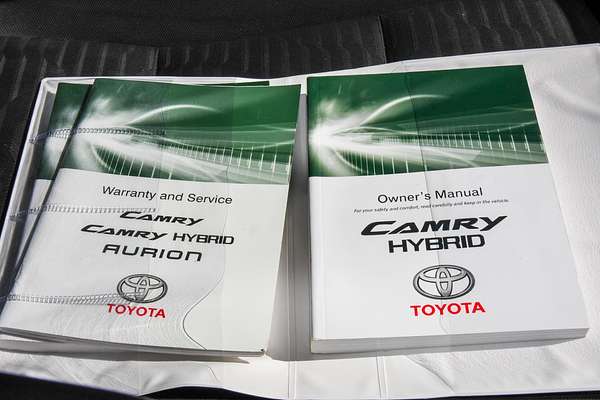 Warranty and Service
CAMRY
CAMRY HYBRID
AURION
TOYOTA
Owner's Manual
For your safety and comfort, read carefully and keep in the vehicle.
CAMRY
HYBRID
TOYOTA